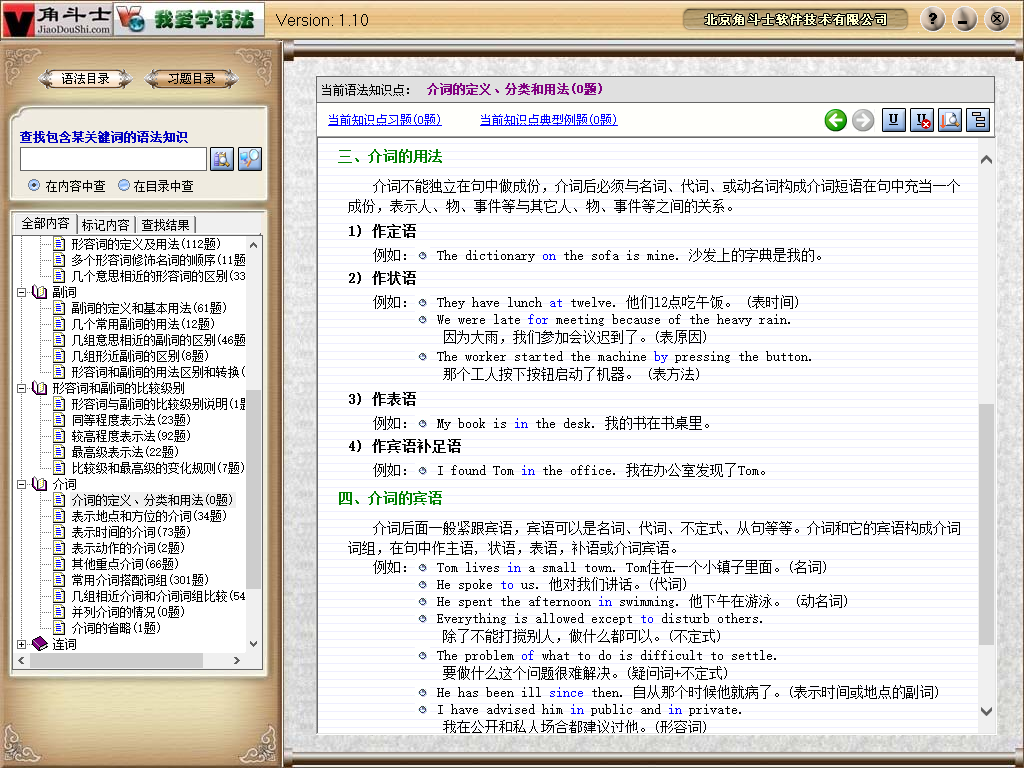 角斗士
JiaoDouShi.com
我爱学语法
Version: 1.10
北京角斗士软件技术有限公司
语法目录
习题目录
查找包含某关键词的语法知识
在内容中查
在目录中查
全部内容
标记内容
查找结果
形容词的定义及用法(112题)
多个形容词修饰名词的顺序(11题
几个意思相近的形容词的区别(33
副词
副词的定义和基本用法(61题)
几个常用副词的用法(12题)
几组意思相近的副词的区别(46题
几组形近副词的区别(8题)
形容词和副词的用法区别和转换(
形容词和副词的比较级别
形容词与副词的比较级别说明(1题
同等程度表示法(23题)
较高程度表示法(92题)
最高级表示法(22题)
比较级和最高级的变化规则(7题)
介词
介词的定义、分类和用法(0题)
表示地点和方位的介词(34题)
表示时间的介词(73题)
表示动作的介词(2题)
其他重点介词(66题)
常用介词搭配词组(301题)
几组相近介词和介词词组比较(54
并列介词的情况(0题)
介词的省略(1题)
连词
当前语法知识点: 介词的定义、分类和用法(0题)
当前知识点习题(0题)
当前知识点典型例题(0题)
三、介词的用法
介词不能独立在句中做成份，介词后必须与名词、代词、或动名词构成介词短语在句中充当一个
成份，表示人、物、事件等与其它人、物、事件等之间的关系。
1) 作定语
例如: The dictionary on the sofa is mine. 沙发上的字典是我的。
2) 作状语
例如: They have lunch at twelve. 他们12点吃午饭。 (表时间)
We were late for meeting because of the heavy rain.
因为大雨，我们参加会议迟到了。(表原因)
The worker started the machine by pressing the button.
那个工人按下按钮启动了机器。 (表方法)
3) 作表语
例如: My book is in the desk. 我的书在书桌里。
4) 作宾语补足语
例如: I found Tom in the office. 我在办公室发现了Tom。
四、介词的宾语
介词后面一般紧跟宾语，宾语可以是名词、代词、不定式、从句等等。介词和它的宾语构成介词
词组，在句中作主语, 状语，表语，补语或介词宾语。
例如: Tom lives in a small town. Tom住在一个小镇子里面。(名词)
He spoke to us. 他对我们讲话。(代词)
He spent the afternoon in swimming. 他下午在游泳。 (动名词)
Everything is allowed except to disturb others.
除了不能打搅别人，做什么都可以。(不定式)
The problem of what to do is difficult to settle.
要做什么这个问题很难解决。(疑问词+不定式)
He has been ill since then. 自从那个时候他就病了。(表示时间或地点的副词)
I have advised him in public and in private.
我在公开和私人场合都建议过他。(形容词)